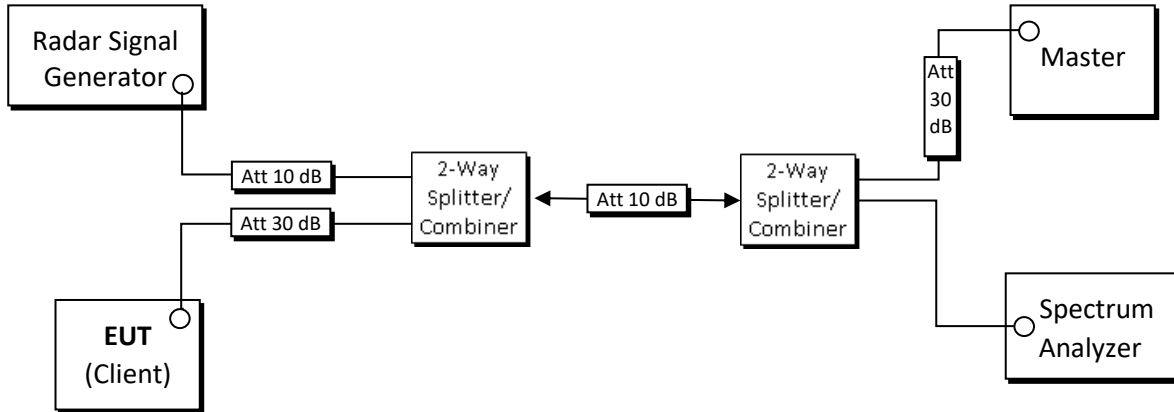 Radar Signal
Generator
Att 10 dB
Att 30 dB
EUT
(Client)
2-Way
Splitter/
Combiner
Att 10 dB
2-Way
Splitter/
Combiner
Att
30
dB
Master
Spectrum
Analyzer